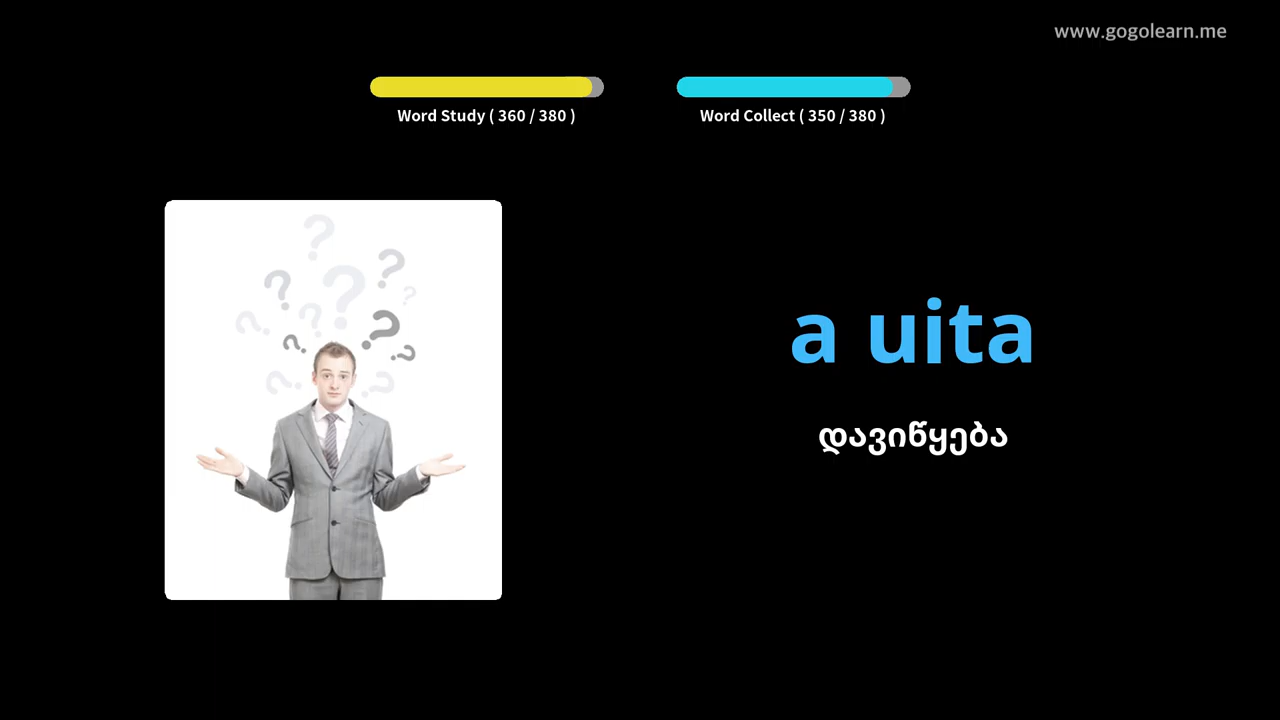 www.gogolearn.me
Word Study ( 360 / 380 )
Word Collect ( 350 / 380 )
a uita
დავიწყება